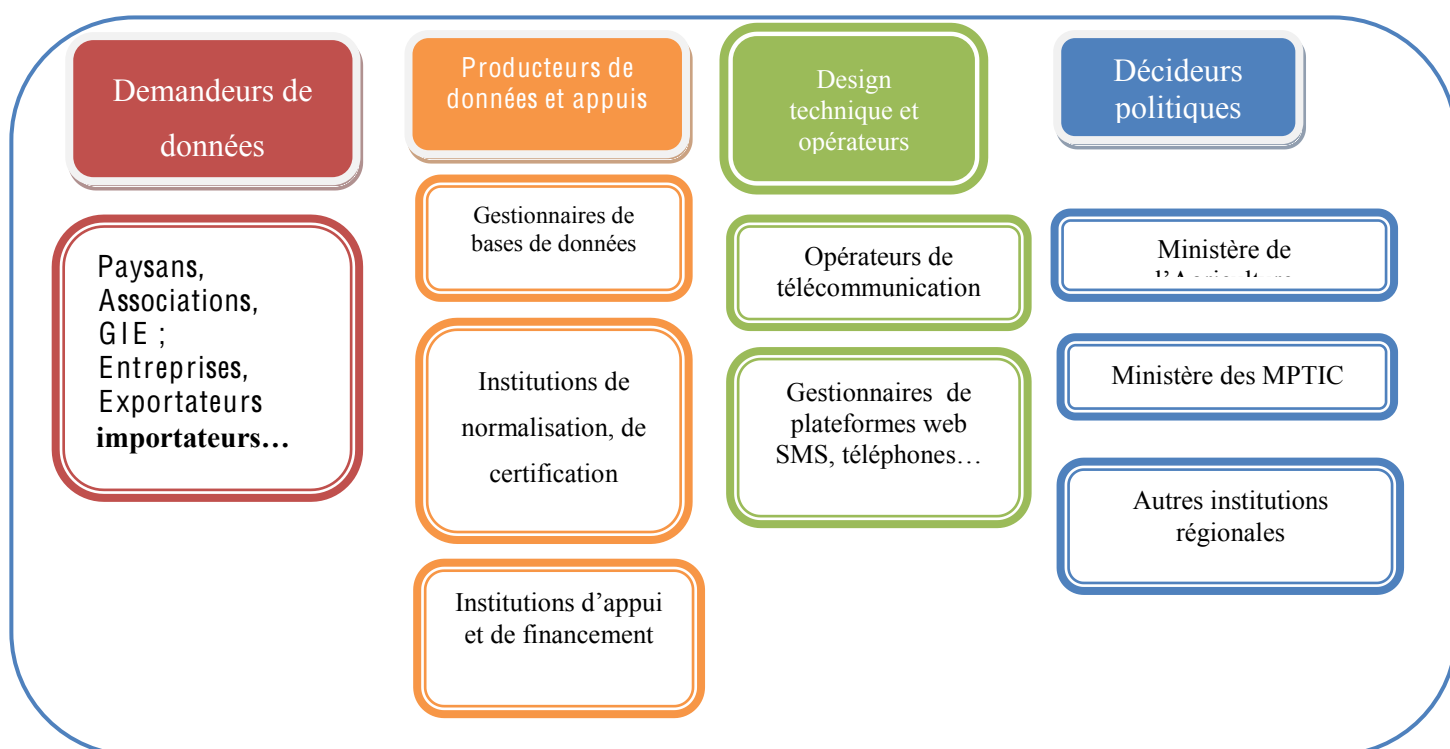 Demandeurs de
données
Producteurs de
données et appuis
Design
technique et
opérateurs
Décideurs
politiques
Paysans,
Associations,
GIE ;
Entreprises,
Exportateurs
importateurs…
Gestionnaires de
bases de données
Institutions de
normalisation, de
certification
Institutions d’appui
et de financement
Opérateurs de
télécommunication
Gestionnaires de
plateformes web
SMS, téléphones…
Ministère de
Ministère des MPTIC
Autres institutions
régionales